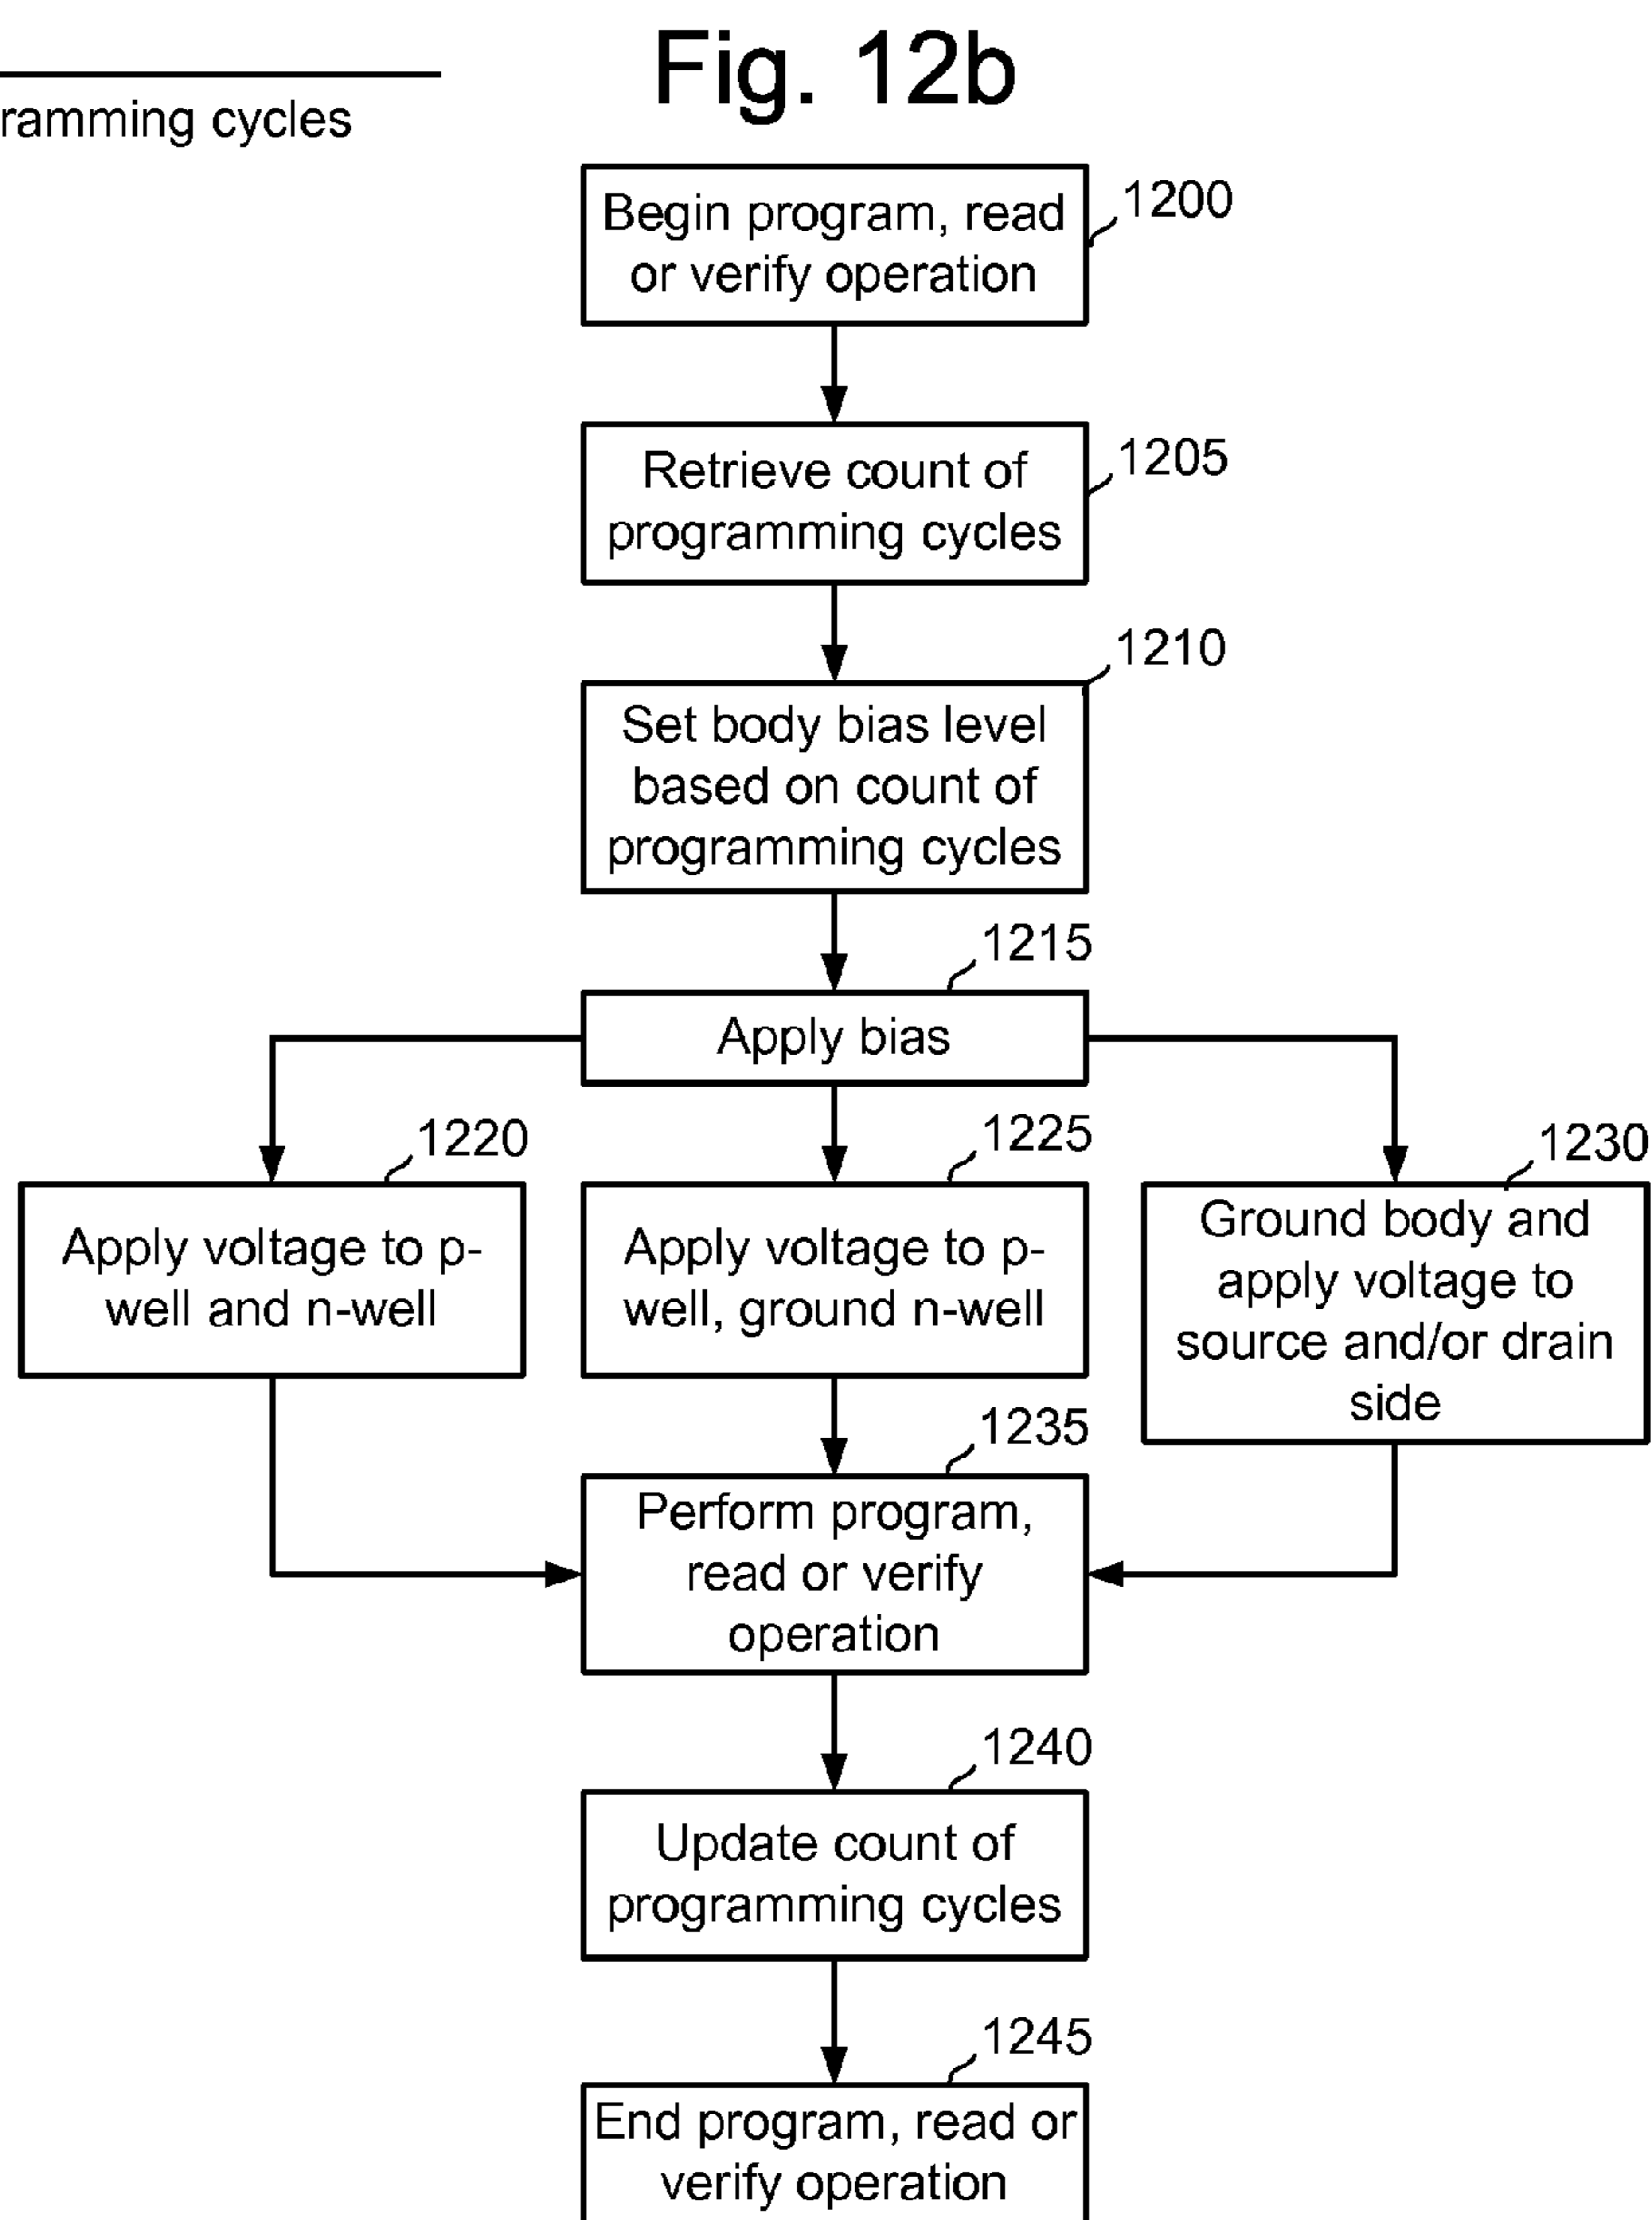 Fig. 12b
ramming cycles
Begin program, read
or verify operation
1200
Retrieve count of
programming cycles
1205
1210
Set body bias level
based on count of
programming cycles
1215
Apply bias
1220
1225
1230
Apply voltage to p-
well and n-well
Apply voltage to p-
well, ground n-well
Ground body and
apply voltage to
source and/or drain
side
1235
Perform program,
read or verify
operation
1240
Update count of
programming cycles
1245
End program, read or
verify operation